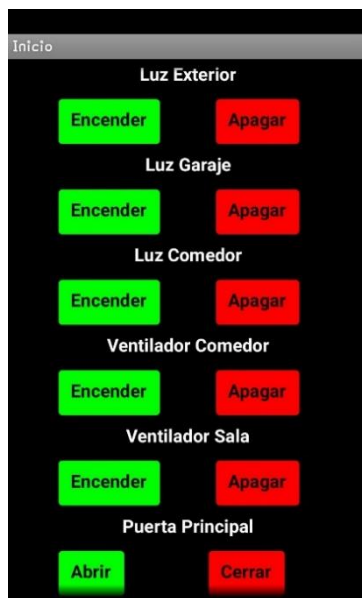 Inicio
Luz Exterior
Encender Apagar
Luz Garaje
Encender Apagar
Luz Comedor
Encender Apagar
Ventilador Comedor
Encender Apagar
Ventilador Sala
Encender Apagar
Puerta Principal
Abrir Cerrar